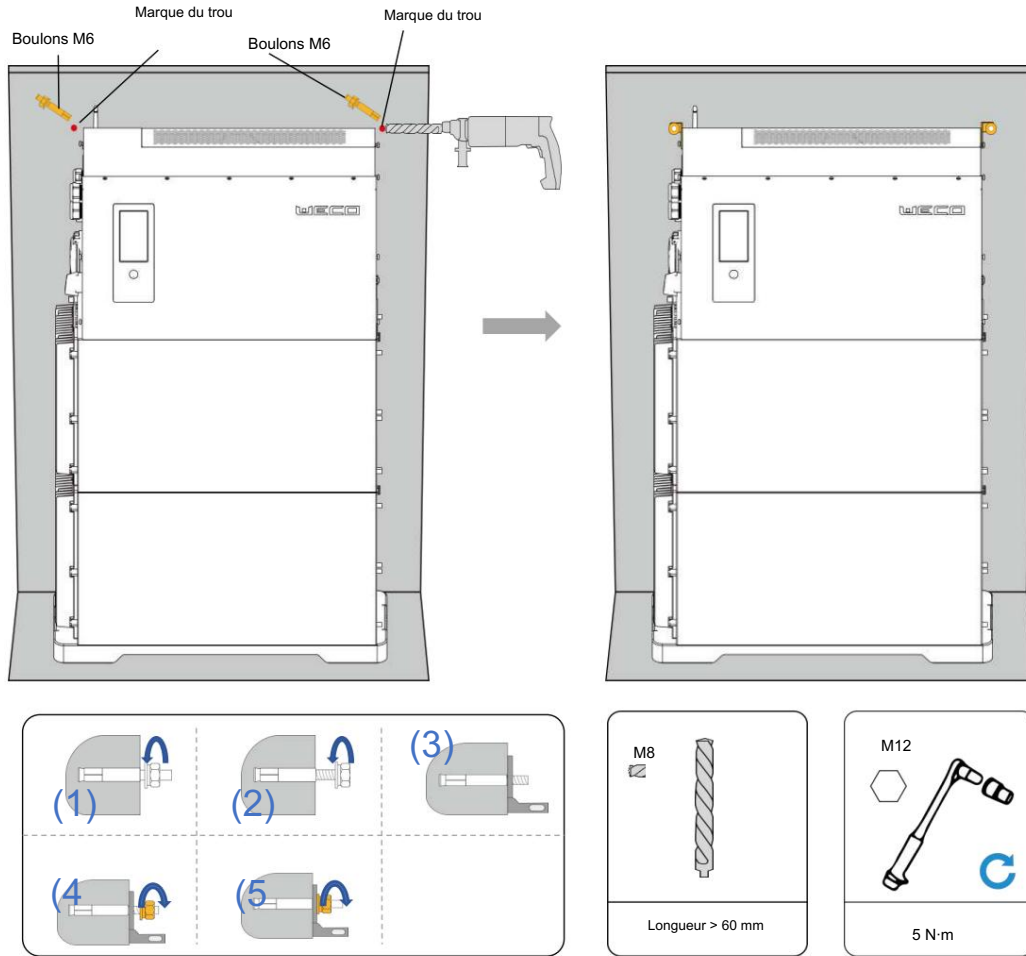 Marque du trou
Marque du trou
Boulons M6
Boulons M6
WECO
WECO
(1)
(2)
(3)
(4
(5
M8
Longueur > 60 mm
M12
5 N·m